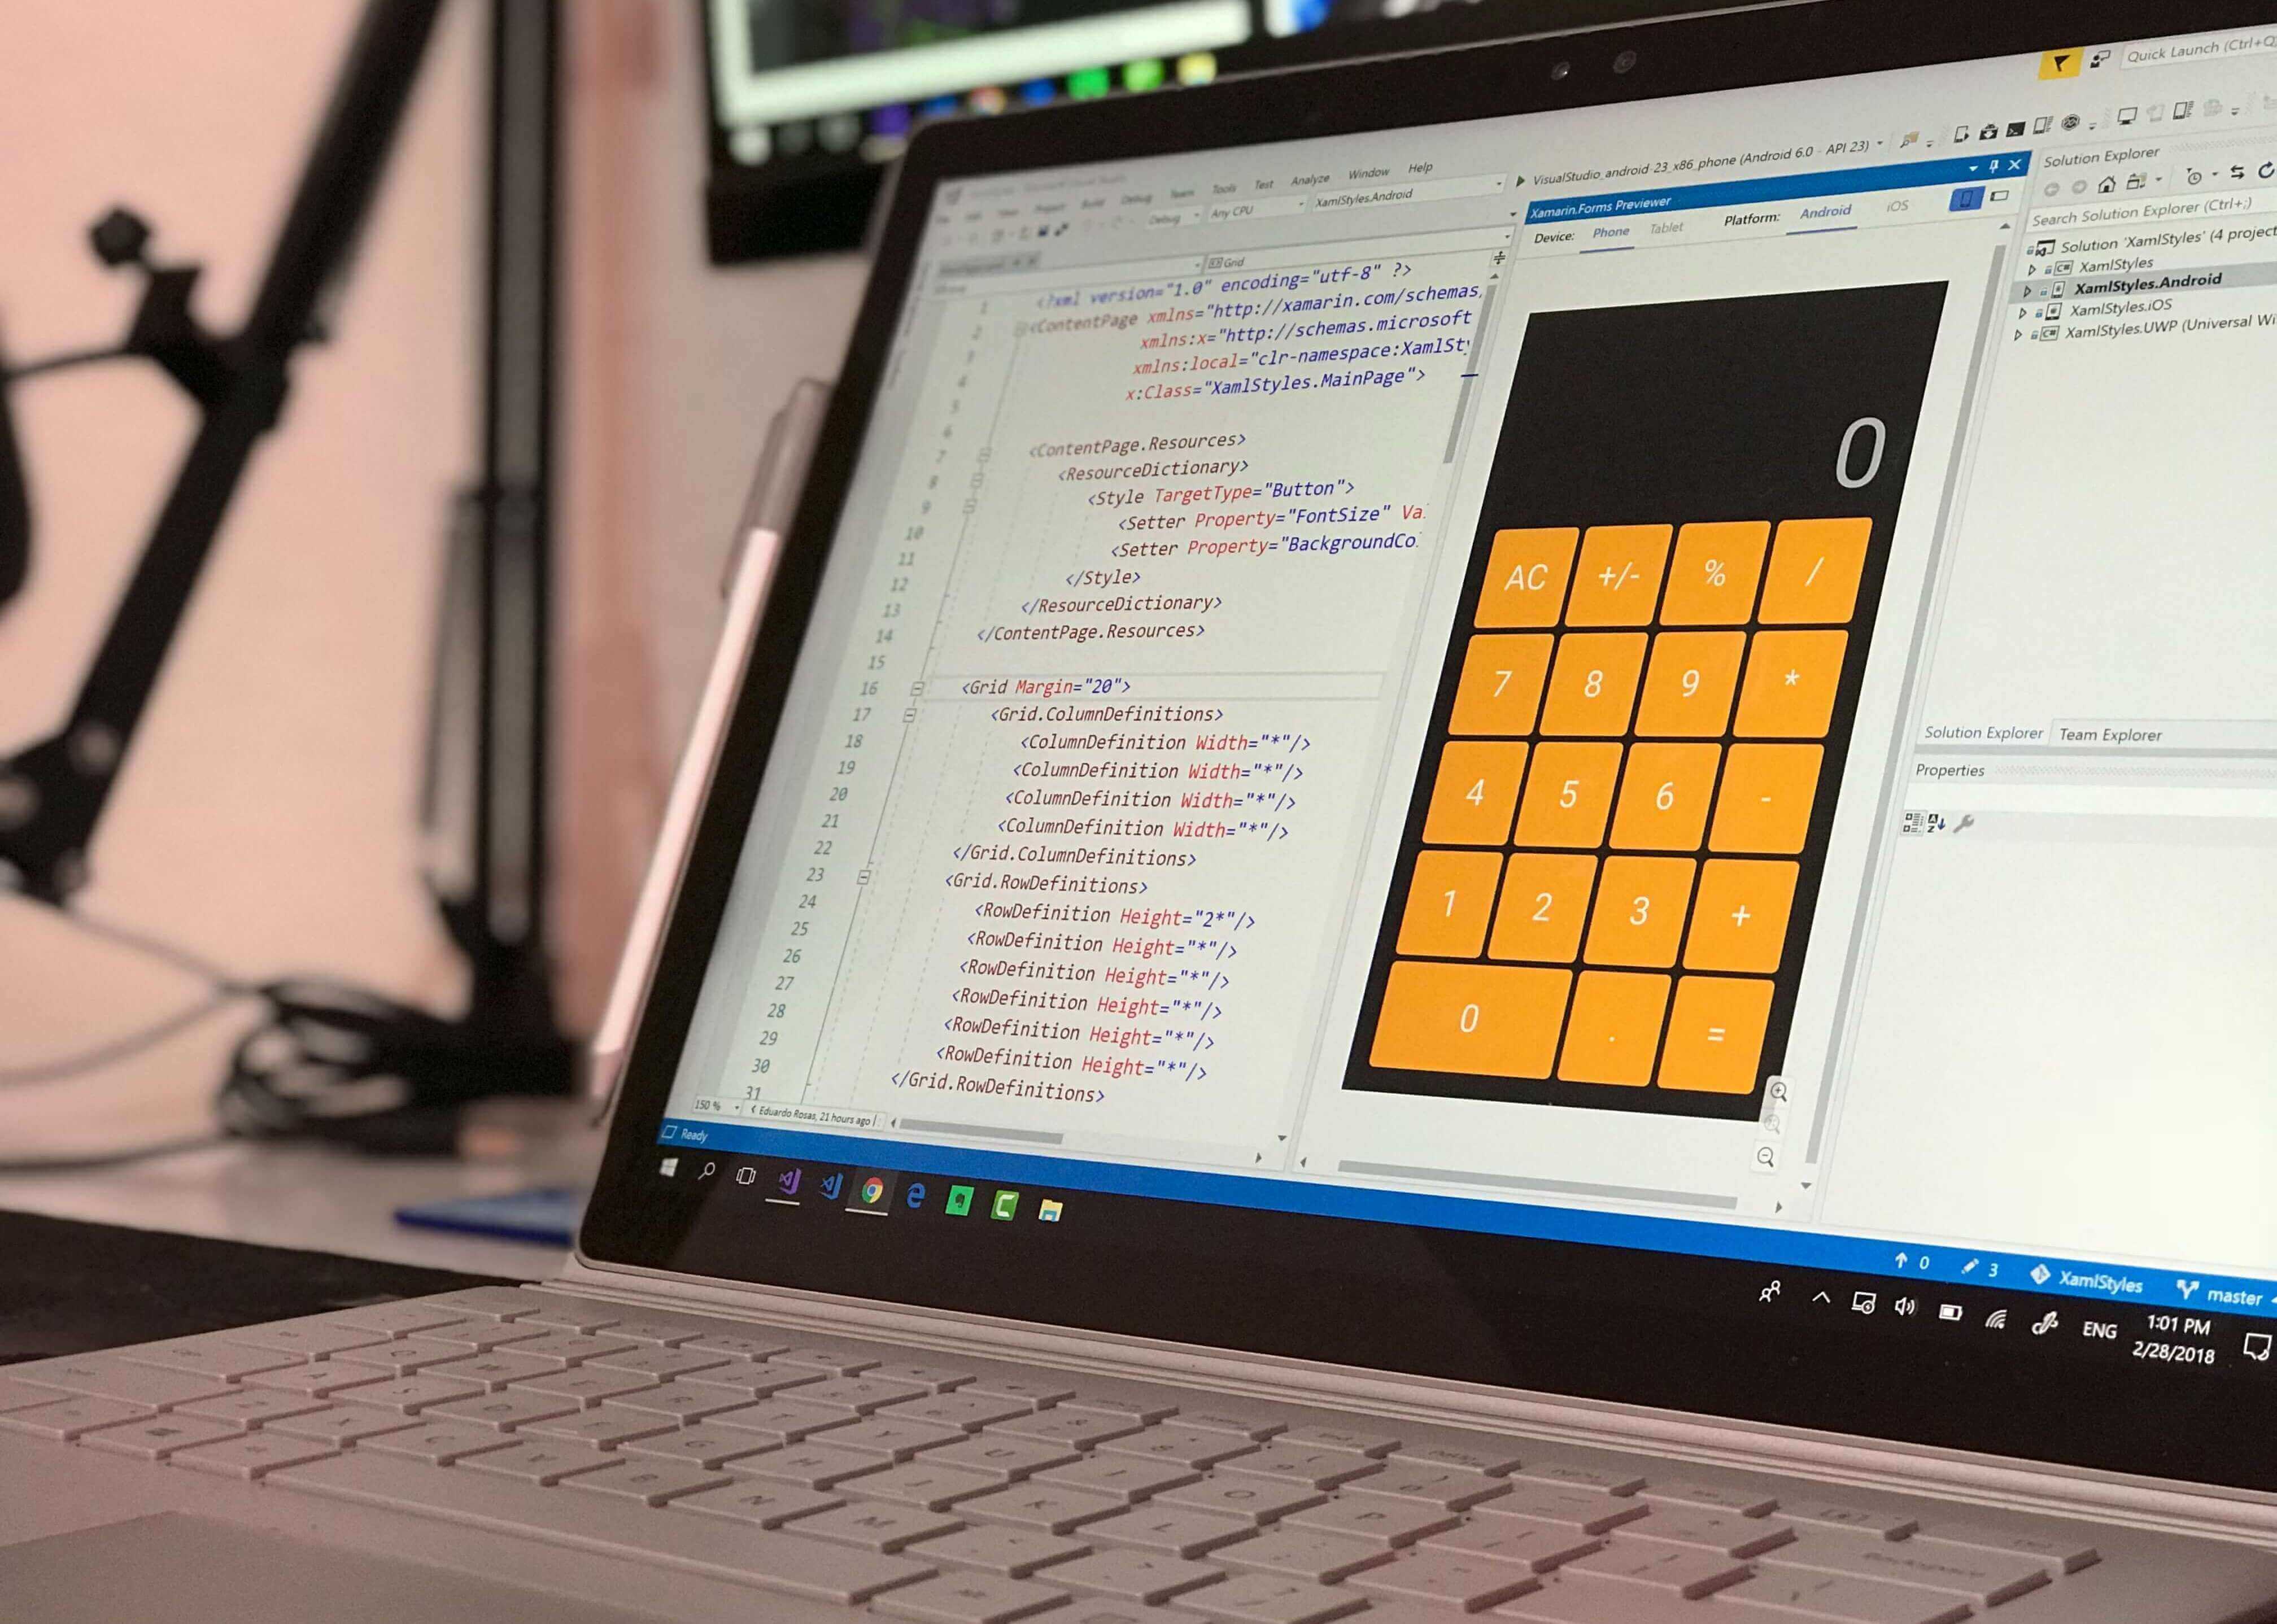 Quick Launch (Ctrl+Q)
Tools Test Analyze Window Help
Debug Any CPU XamlStyles.Android
VisualStudio_android-23_x86_phone (Android 6.0 - API 23)
Grid
1 <?xml version="1.0" encoding="utf-8" ?>
2 <ContentPage xmlns="http://xamarin.com/schemas/
3 xmlns:x="http://schemas.microsoft
4 xmlns:local="clr-namespace:XamlSty
5 x:Class="XamlStyles.MainPage">
6
7 <ContentPage.Resources>
8 <ResourceDictionary>
9 <Style TargetType="Button">
10 <Setter Property="FontSize" Va
11 <Setter Property="BackgroundCo
12 </Style>
13 </ResourceDictionary>
14 </ContentPage.Resources>
15
16 <Grid Margin="20">
17 <Grid.ColumnDefinitions>
18 <ColumnDefinition Width="*"/>
19 <ColumnDefinition Width="*"/>
20 <ColumnDefinition Width="*"/>
21 <ColumnDefinition Width="*"/>
22 </Grid.ColumnDefinitions>
23 <Grid.RowDefinitions>
24 <RowDefinition Height="2*"/>
25 <RowDefinition Height="*"/>
26 <RowDefinition Height="*"/>
27 <RowDefinition Height="*"/>
28 <RowDefinition Height="*"/>
29 <RowDefinition Height="*"/>
30 </Grid.RowDefinitions>
31
150 % Eduardo Rosas, 21 hours ago |
Ready
Xamarin.Forms Previewer
Device: Phone Tablet Platform: Android iOS
0
AC +/- % /
7 8 9 *
4 5 6 -
1 2 3 +
0 . =
Solution Explorer
Search Solution Explorer (Ctrl+;)
Solution 'XamlStyles' (4 project
XamlStyles
XamlStyles.Android
XamlStyles.iOS
XamlStyles.UWP (Universal Wi
Solution Explorer Team Explorer
Properties
0 3 XamlStyles master
ENG 1:01 PM
2/28/2018